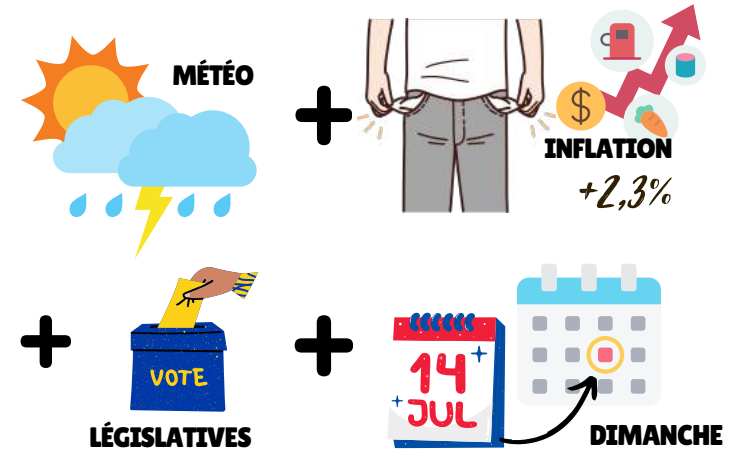 MÉTÉO
+
$
INFLATION
+2,3%
+
VOTE
LÉGISLATIVES
+
14
JUL
DIMANCHE